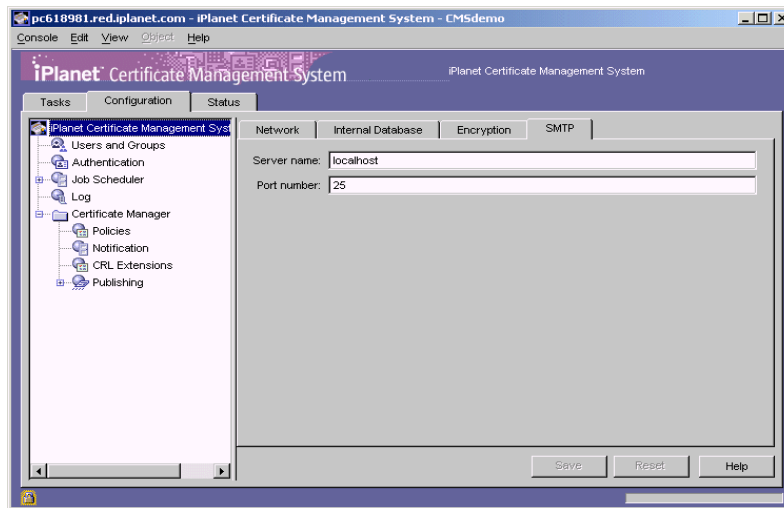 pc618981.red.iplanet.com - iPlanet Certificate Management System - CMSdemo
Console Edit View Object Help
iPlanet Certificate Management System
iPlanet Certificate Management System
Tasks Configuration Status
iPlanet Certificate Management Syst
Users and Groups
Authentication
Job Scheduler
Log
Certificate Manager
Policies
Notification
CRL Extensions
Publishing
Network Internal Database Encryption SMTP
Server name: localhost
Port number: 25
Save Reset Help